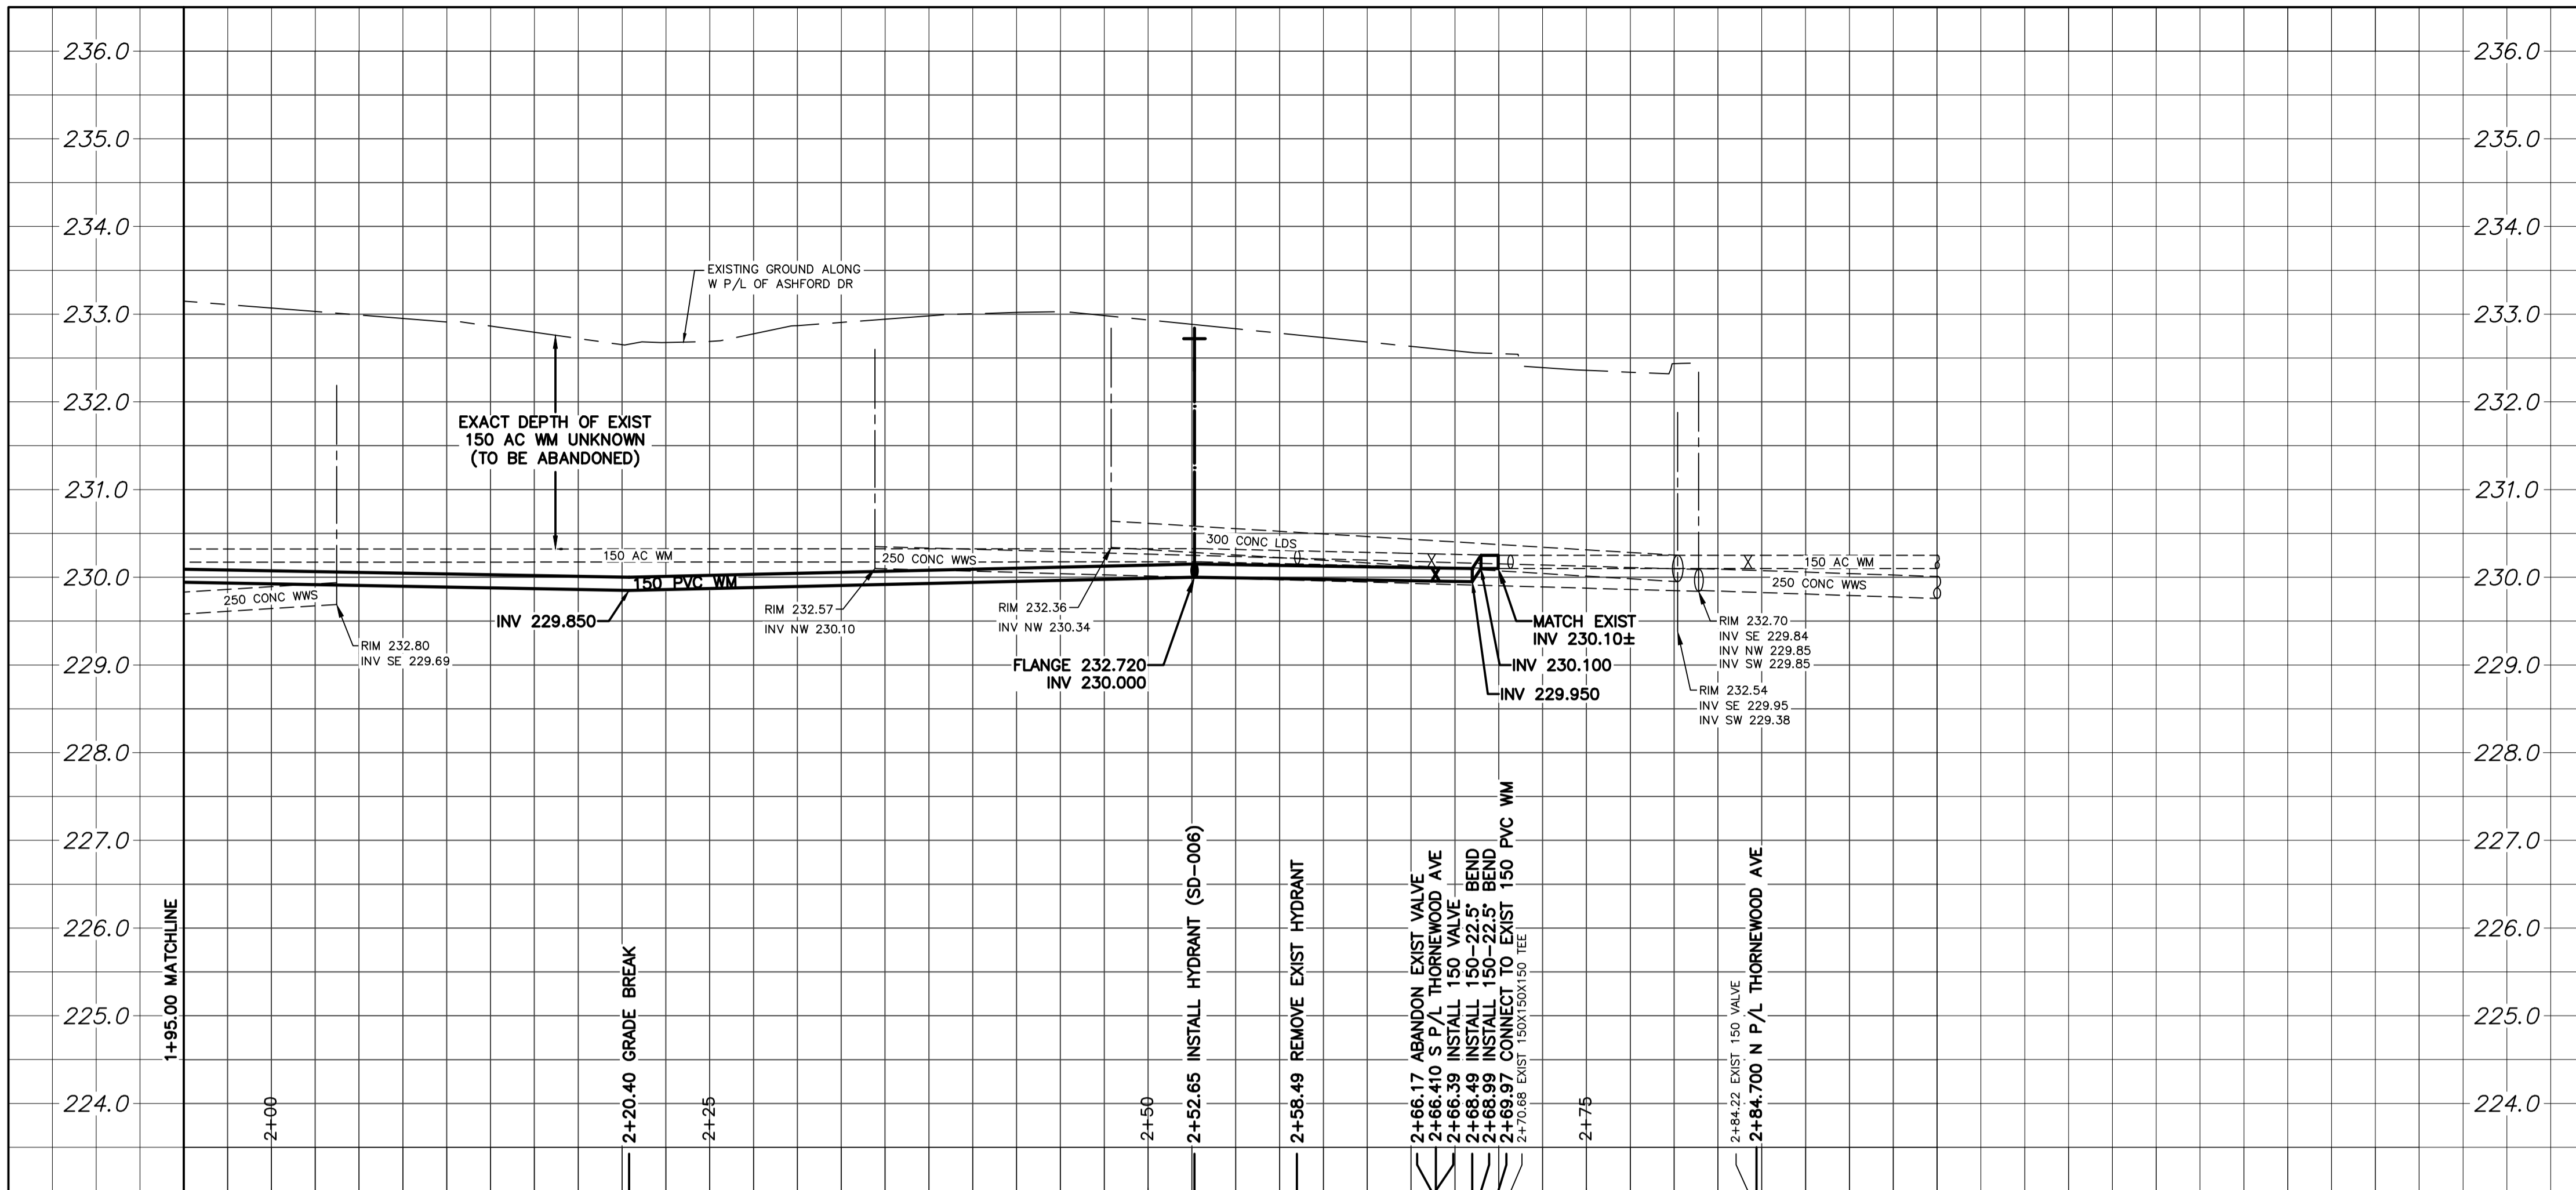 236.0
236.0
235.0
235.0
234.0
234.0
EXISTING GROUND ALONG
W P/L OF ASHFORD DR
233.0
233.0
232.0
232.0
EXACT DEPTH OF EXIST
150 AC WM UNKNOWN
(TO BE ABANDONED)
231.0
231.0
300 CONC LDS
150 AC WM
250 CONC WWS
150 AC WM
230.0
230.0
150 PVC WM
250 CONC WWS
250 CONC WWS
INV 229.850
RIM 232.57
INV NW 230.10
RIM 232.36
INV NW 230.34
MATCH EXIST
INV 230.10±
RIM 232.70
INV SE 229.84
INV NW 229.85
INV SW 229.85
RIM 232.80
INV SE 229.69
229.0
229.0
FLANGE 232.720
INV 230.000
INV 230.100
INV 229.950
RIM 232.54
INV SE 229.95
INV SW 229.38
228.0
228.0
227.0
227.0
226.0
226.0
225.0
225.0
224.0
224.0
1+95.00 MATCHLINE
2+00
2+20.40 GRADE BREAK
2+25
2+50
2+52.65 INSTALL HYDRANT (SD-006)
2+58.49 REMOVE EXIST HYDRANT
2+66.17 ABANDON EXIST VALVE
2+66.410 S P/L THORNEWOOD AVE
2+66.39 INSTALL 150 VALVE
2+68.49 INSTALL 150-22.5° BEND
2+68.99 INSTALL 150-22.5° BEND
2+69.97 CONNECT TO EXIST 150 PVC WM
2+70.68 EXIST 150X150X150 TEE
2+75
2+84.22 EXIST 150 VALVE
2+84.700 N P/L THORNEWOOD AVE